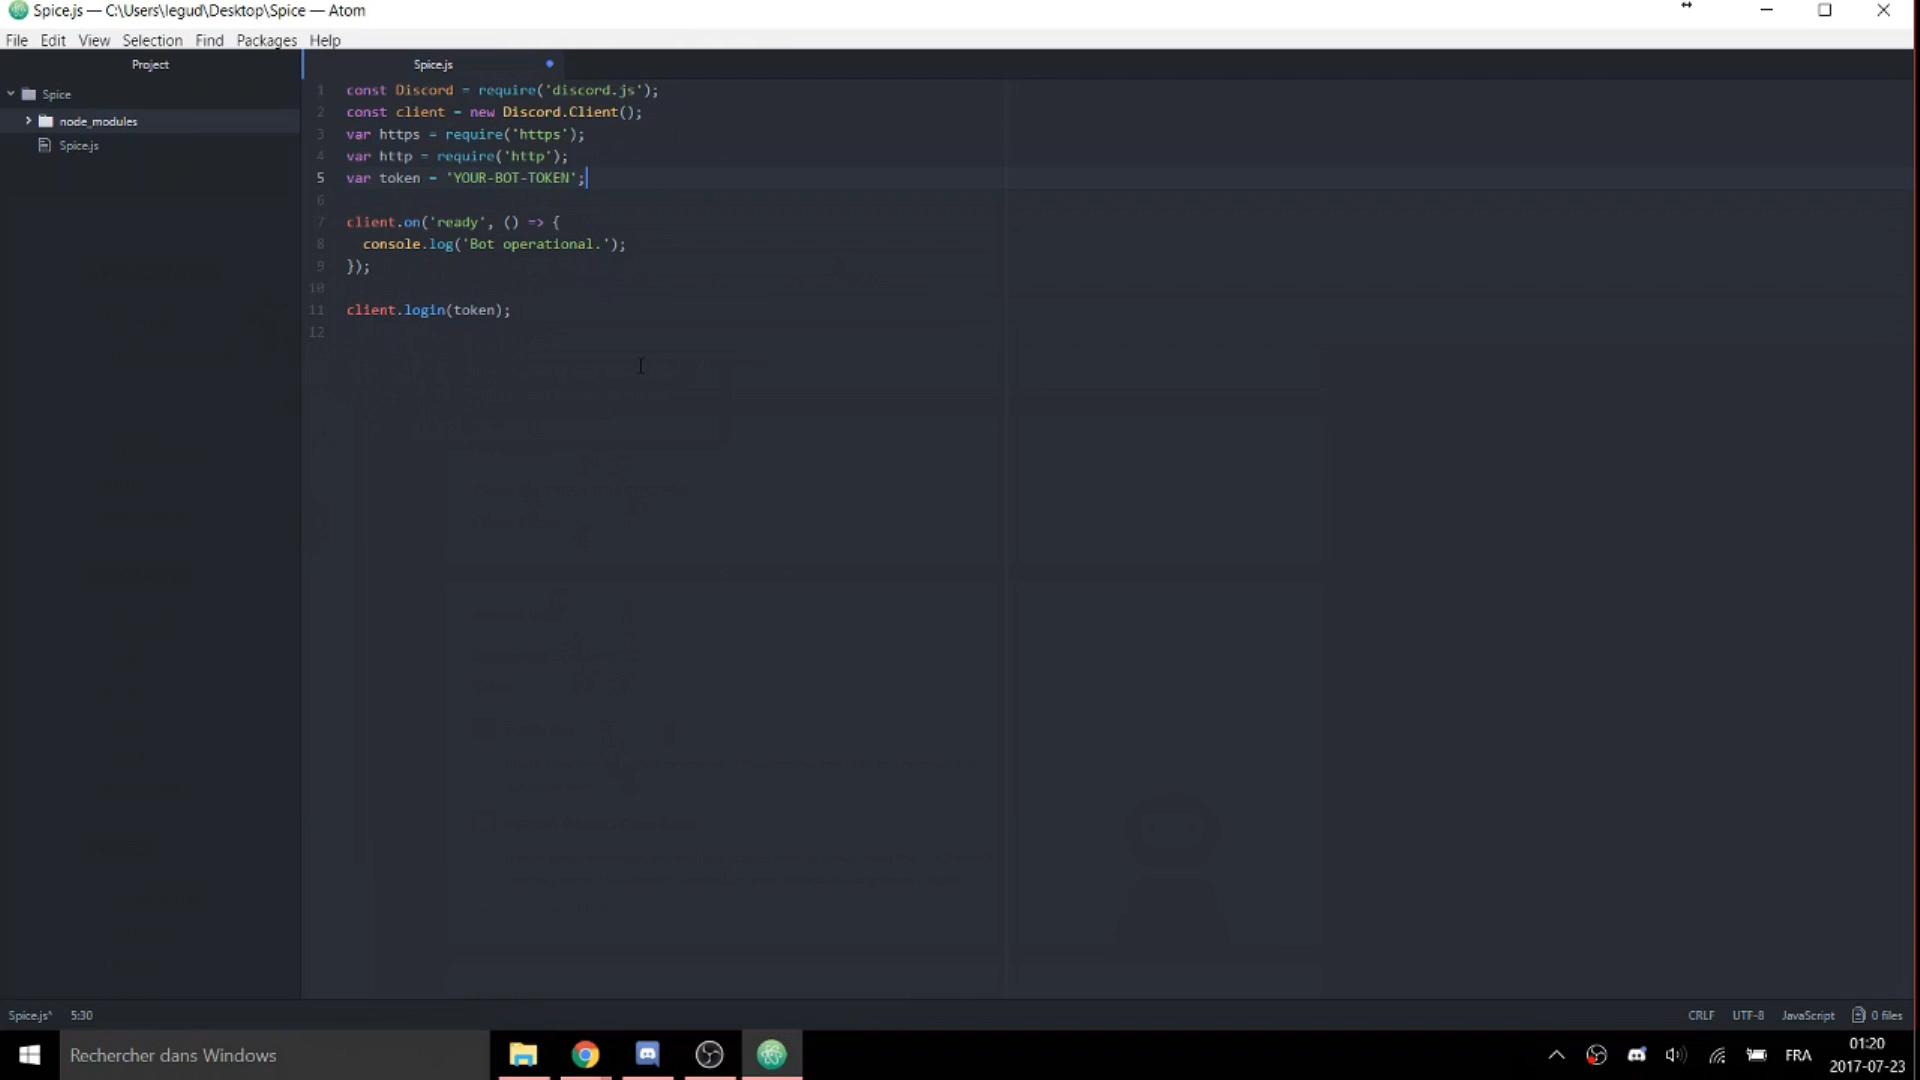 Spice.js — C:\Users\legud\Desktop\Spice — Atom
File Edit View Selection Find Packages Help
Project
Spice.js
Spice
node_modules
Spice.js
1 const Discord = require('discord.js');
2 const client = new Discord.Client();
3 var https = require('https');
4 var http = require('http');
5 var token = 'YOUR-BOT-TOKEN';
6
7 client.on('ready', () => {
8 console.log('Bot operational.');
9 });
10
11 client.login(token);
12
Spice.js* 5:30
CRLF UTF-8 JavaScript 0 files
Rechercher dans Windows
FRA
01:20
2017-07-23